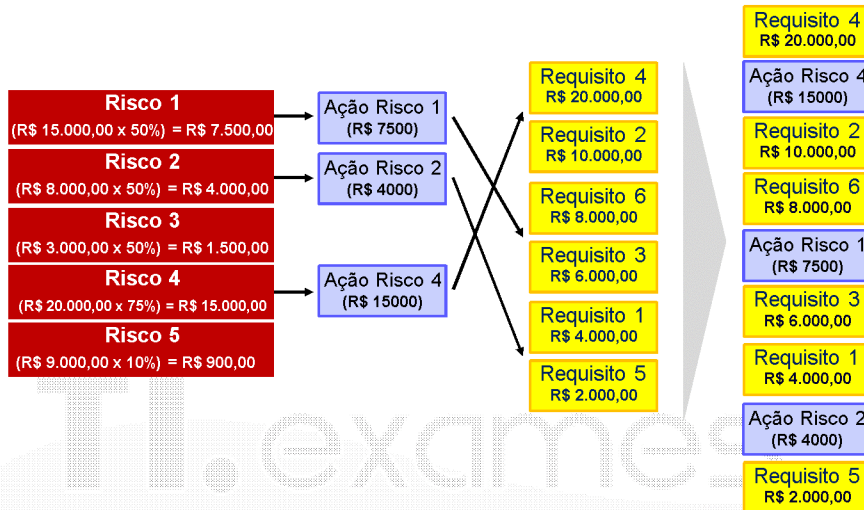 Risco 1
(R$ 15.000,00 x 50%) = R$ 7.500,00
Risco 2
(R$ 8.000,00 x 50%) = R$ 4.000,00
Risco 3
(R$ 3.000,00 x 50%) = R$ 1.500,00
Risco 4
(R$ 20.000,00 x 75%) = R$ 15.000,00
Risco 5
(R$ 9.000,00 x 10%) = R$ 900,00
Ação Risco 1
(R$ 7500)
Ação Risco 2
(R$ 4000)
Ação Risco 4
(R$ 15000)
Requisito 4
R$ 20.000,00
Requisito 2
R$ 10.000,00
Requisito 6
R$ 8.000,00
Requisito 3
R$ 6.000,00
Requisito 1
R$ 4.000,00
Requisito 5
R$ 2.000,00
Requisito 4
R$ 20.000,00
Ação Risco 4
(R$ 15000)
Requisito 2
R$ 10.000,00
Requisito 6
R$ 8.000,00
Ação Risco 1
(R$ 7500)
Requisito 3
R$ 6.000,00
Requisito 1
R$ 4.000,00
Ação Risco 2
(R$ 4000)
Requisito 5
R$ 2.000,00
TI.exames